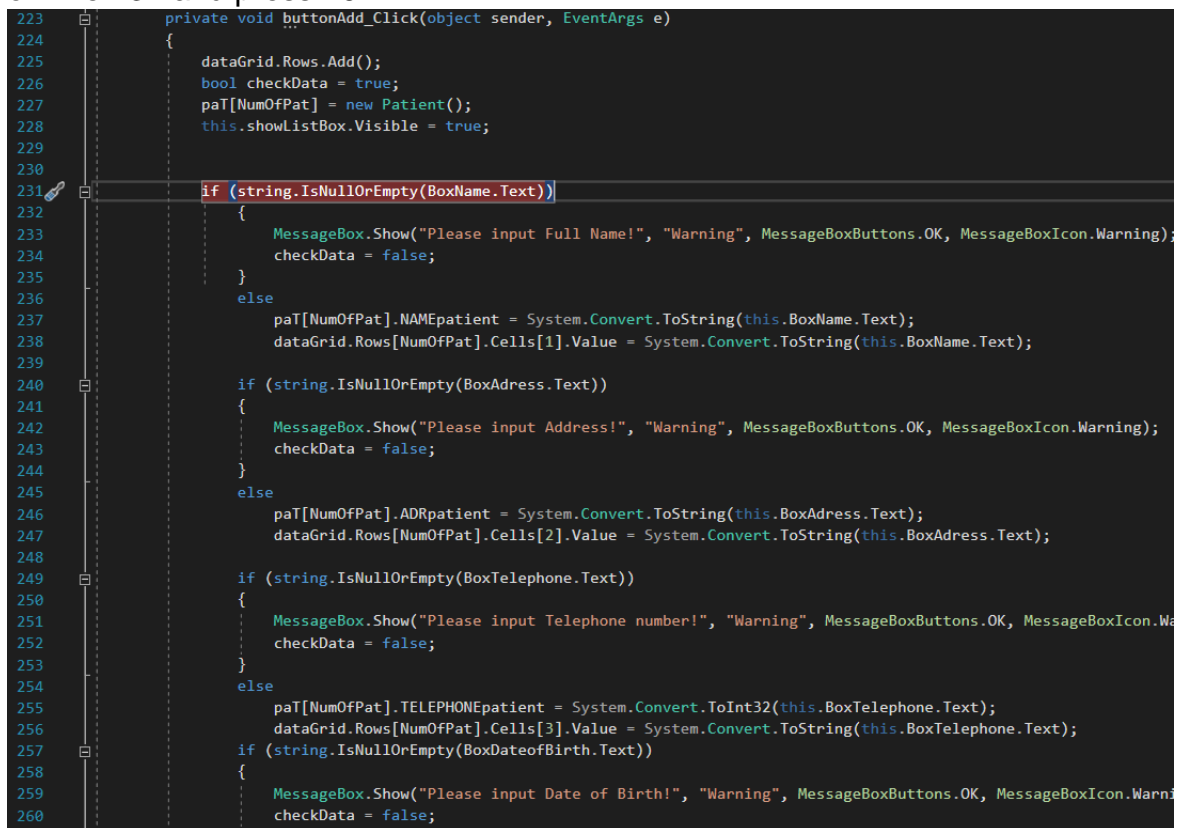 223 private void buttonAdd_Click(object sender, EventArgs e)
224 {
225 dataGrid.Rows.Add();
226 bool checkData = true;
227 paT[NumOfPat] = new Patient();
228 this.showListBox.Visible = true;
229
230
231 if (string.IsNullOrEmpty(BoxName.Text))
232 {
233 MessageBox.Show("Please input Full Name!", "Warning", MessageBoxButtons.OK, MessageBoxIcon.Warning);
234 checkData = false;
235 }
236 else
237 paT[NumOfPat].NAMEpatient = System.Convert.ToString(this.BoxName.Text);
238 dataGrid.Rows[NumOfPat].Cells[1].Value = System.Convert.ToString(this.BoxName.Text);
239
240 if (string.IsNullOrEmpty(BoxAdress.Text))
241 {
242 MessageBox.Show("Please input Address!", "Warning", MessageBoxButtons.OK, MessageBoxIcon.Warning);
243 checkData = false;
244 }
245 else
246 paT[NumOfPat].ADRpatient = System.Convert.ToString(this.BoxAdress.Text);
247 dataGrid.Rows[NumOfPat].Cells[2].Value = System.Convert.ToString(this.BoxAdress.Text);
248
249 if (string.IsNullOrEmpty(BoxTelephone.Text))
250 {
251 MessageBox.Show("Please input Telephone number!", "Warning", MessageBoxButtons.OK, MessageBoxIcon.Wa
252 checkData = false;
253 }
254 else
255 paT[NumOfPat].TELEPHONEpatient = System.Convert.ToInt32(this.BoxTelephone.Text);
256 dataGrid.Rows[NumOfPat].Cells[3].Value = System.Convert.ToString(this.BoxTelephone.Text);
257 if (string.IsNullOrEmpty(BoxDateofBirth.Text))
258 {
259 MessageBox.Show("Please input Date of Birth!", "Warning", MessageBoxButtons.OK, MessageBoxIcon.Warni
260 checkData = false;